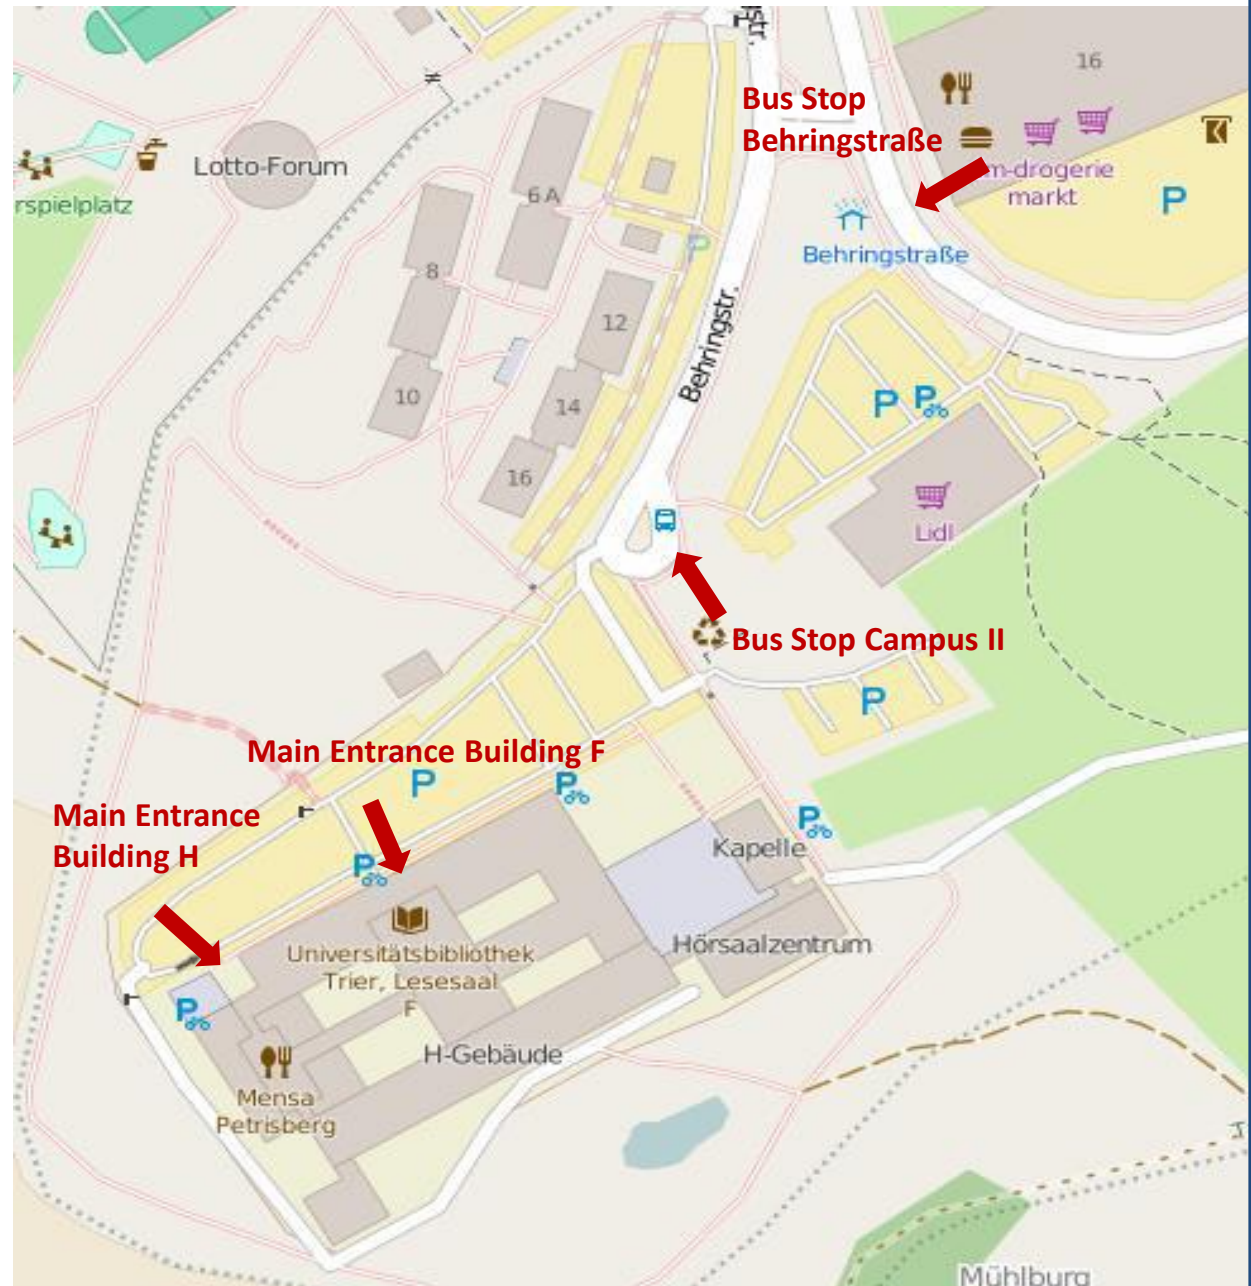 gstr.
16
Bus Stop
Behringstraße
Lotto-Forum
m-drogerie
markt
rspielplatz
6 A
P
Behringstraße
P
8
12
Behringstr.
10
14
P
P
16
Lidl
Bus Stop Campus II
P
Main Entrance Building F
P
P
Main Entrance
Building H
P
Kapelle
P
Universitätsbibliothek
Trier, Lesesaal
F
Hörsaalzentrum
P
H-Gebäude
Mensa
Petrisberg
Mühlburg